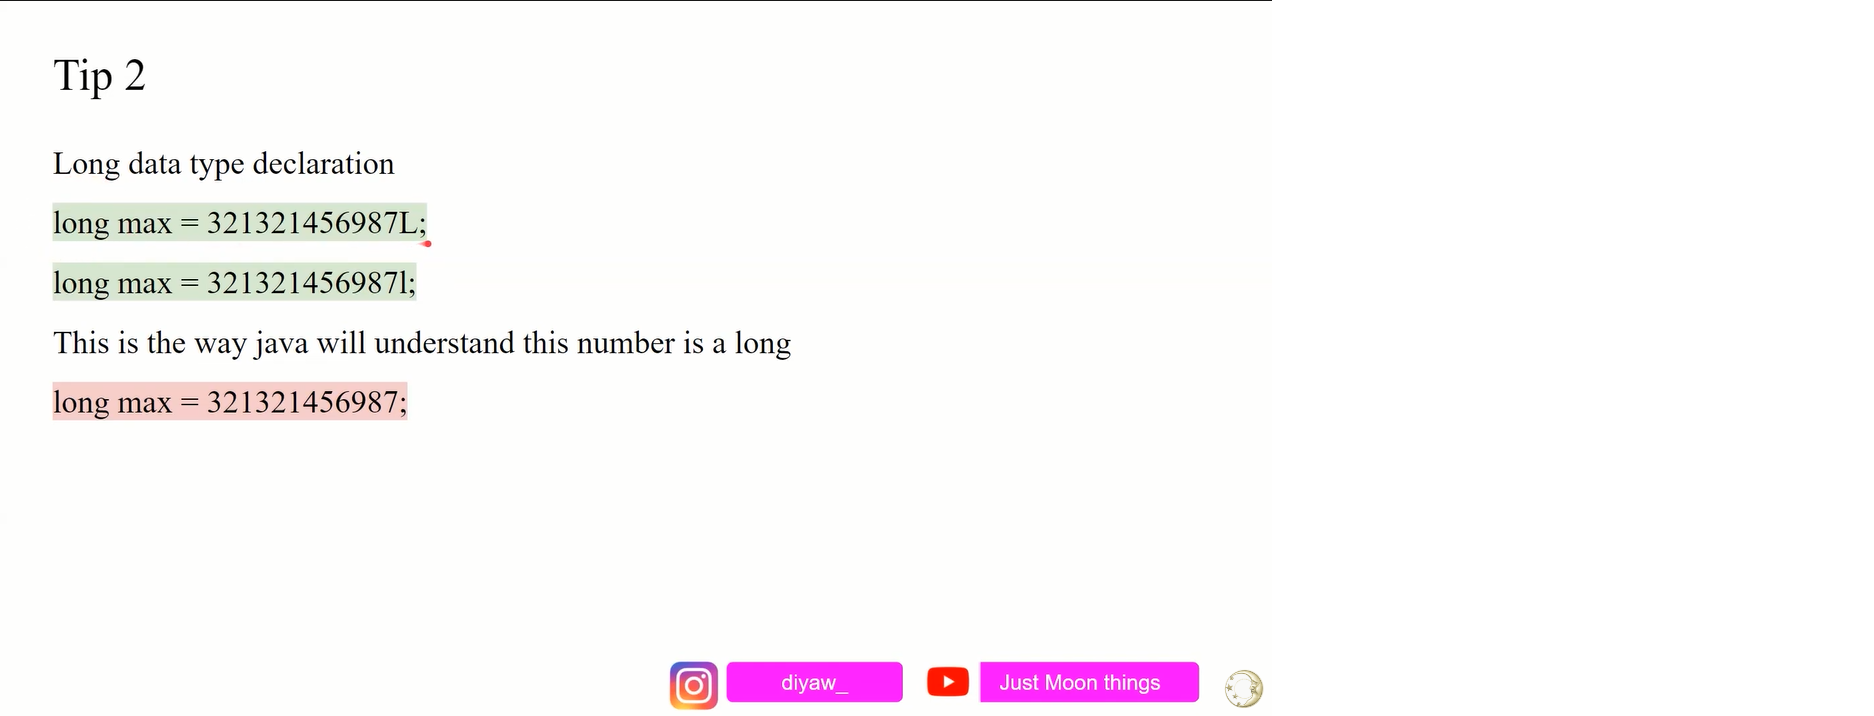 Tip 2
Long data type declaration
long max = 321321456987L;
long max = 321321456987l;
This is the way java will understand this number is a long
long max = 321321456987;
diyaw_
Just Moon things